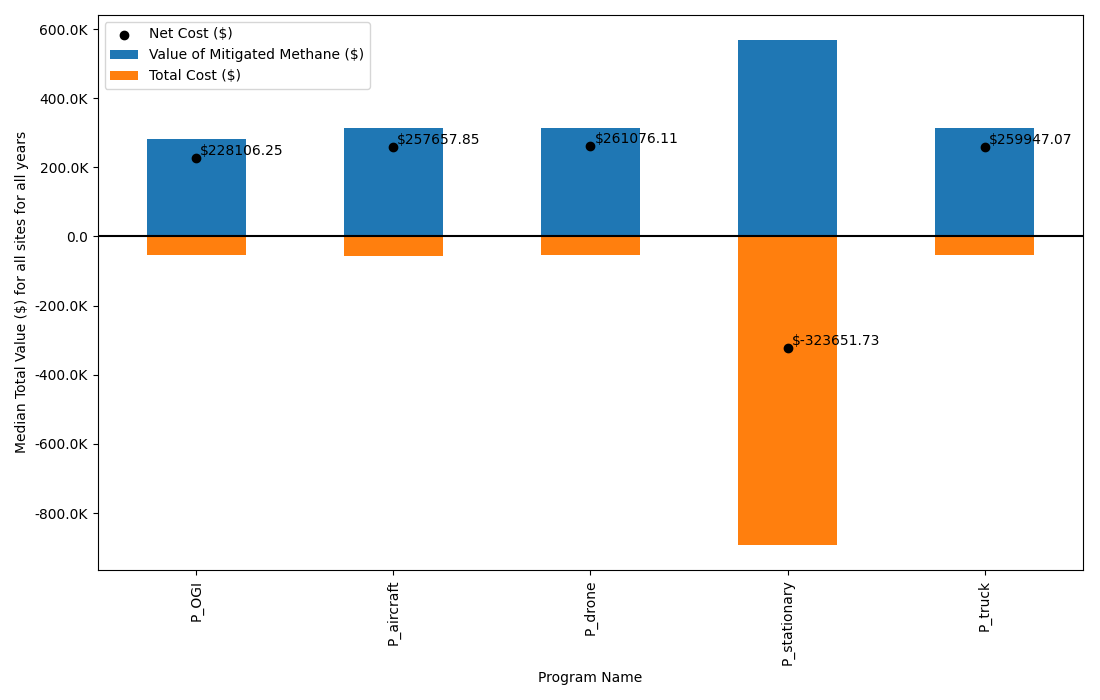 Net Cost ($)
Value of Mitigated Methane ($)
Total Cost ($)
Median Total Value ($) for all sites for all years
600.0K
400.0K
200.0K
0.0
-200.0K
-400.0K
-600.0K
-800.0K
$228106.25
$257657.85
$261076.11
$-323651.73
$259947.07
P_OGI
P_aircraft
P_drone
P_stationary
P_truck
Program Name